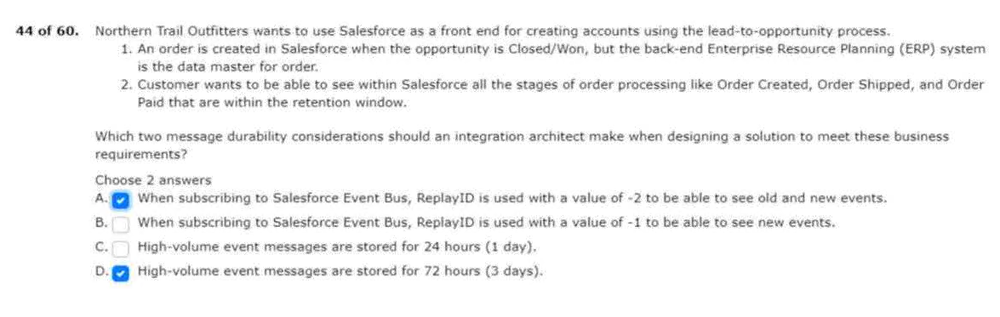 44 of 60. Northern Trail Outfitters wants to use Salesforce as a front end for creating accounts using the lead-to-opportunity process.
1. An order is created in Salesforce when the opportunity is Closed/Won, but the back-end Enterprise Resource Planning (ERP) system
is the data master for order.
2. Customer wants to be able to see within Salesforce all the stages of order processing like Order Created, Order Shipped, and Order
Paid that are within the retention window.
Which two message durability considerations should an integration architect make when designing a solution to meet these business
requirements?
Choose 2 answers
A. When subscribing to Salesforce Event Bus, ReplayID is used with a value of -2 to be able to see old and new events.
B. When subscribing to Salesforce Event Bus, ReplayID is used with a value of -1 to be able to see new events.
C. High-volume event messages are stored for 24 hours (1 day).
D. High-volume event messages are stored for 72 hours (3 days).